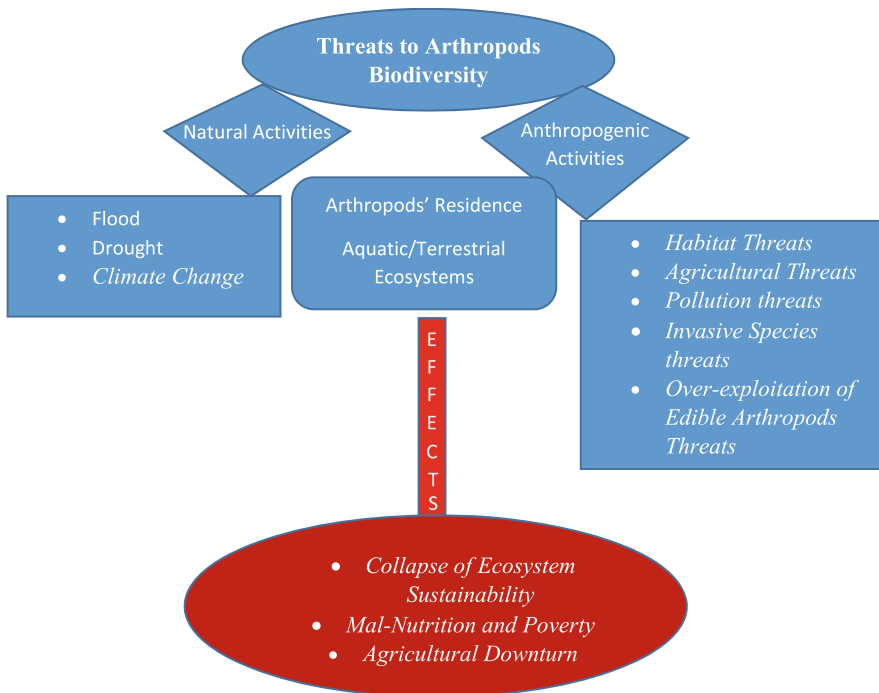 Threats to Arthropods
Biodiversity
Natural Activities
Anthropogenic
Activities
• Flood
• Drought
• Climate Change
Arthropods’ Residence
Aquatic/Terrestrial
Ecosystems
• Habitat Threats
• Agricultural Threats
• Pollution threats
• Invasive Species
threats
• Over-exploitation of
Edible Arthropods
Threats
E
F
F
E
C
T
S
• Collapse of Ecosystem
Sustainability
• Mal-Nutrition and Poverty
• Agricultural Downturn